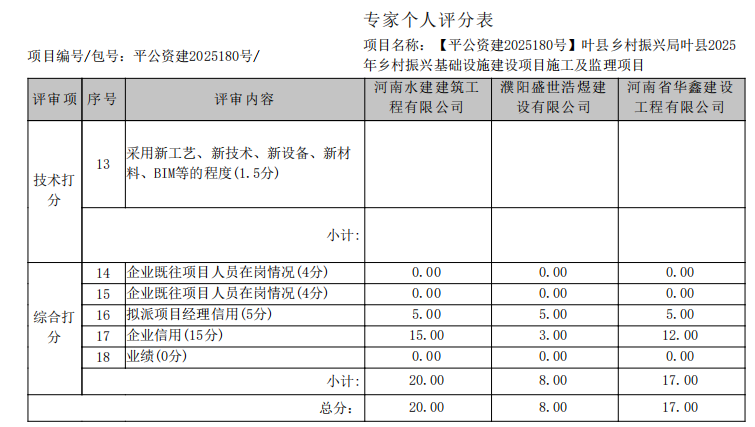 专家个人评分表
项目编号/包号：平公资建2025180号/
项目名称：【平公资建2025180号】叶县乡村振兴局叶县2025
年乡村振兴基础设施建设项目施工及监理项目
评审项 序号 评审内容 河南水建建筑工程有限公司 濮阳盛世浩煜建设有限公司 河南省华鑫建设工程有限公司
技术打分
13 采用新工艺、新技术、新设备、新材
料、BIM等的程度(1.5分)
小计:
综合打分
14 企业既往项目人员在岗情况(4分) 0.00 0.00 0.00
15 企业既往项目人员在岗情况(4分) 0.00 0.00 0.00
16 拟派项目经理信用(5分) 5.00 5.00 5.00
17 企业信用(15分) 15.00 3.00 12.00
18 业绩(0分) 0.00 0.00 0.00
小计: 20.00 8.00 17.00
总分: 20.00 8.00 17.00